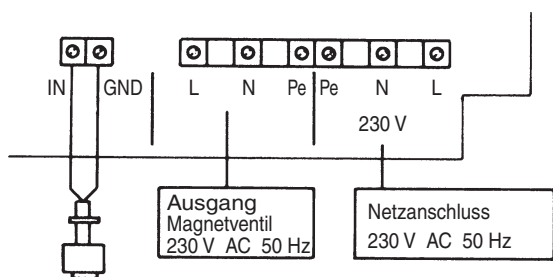 IN GND L N Pe Pe N L
230 V
Ausgang
Magnetventil
230 V AC 50 Hz
Netzanschluss
230 V AC 50 Hz